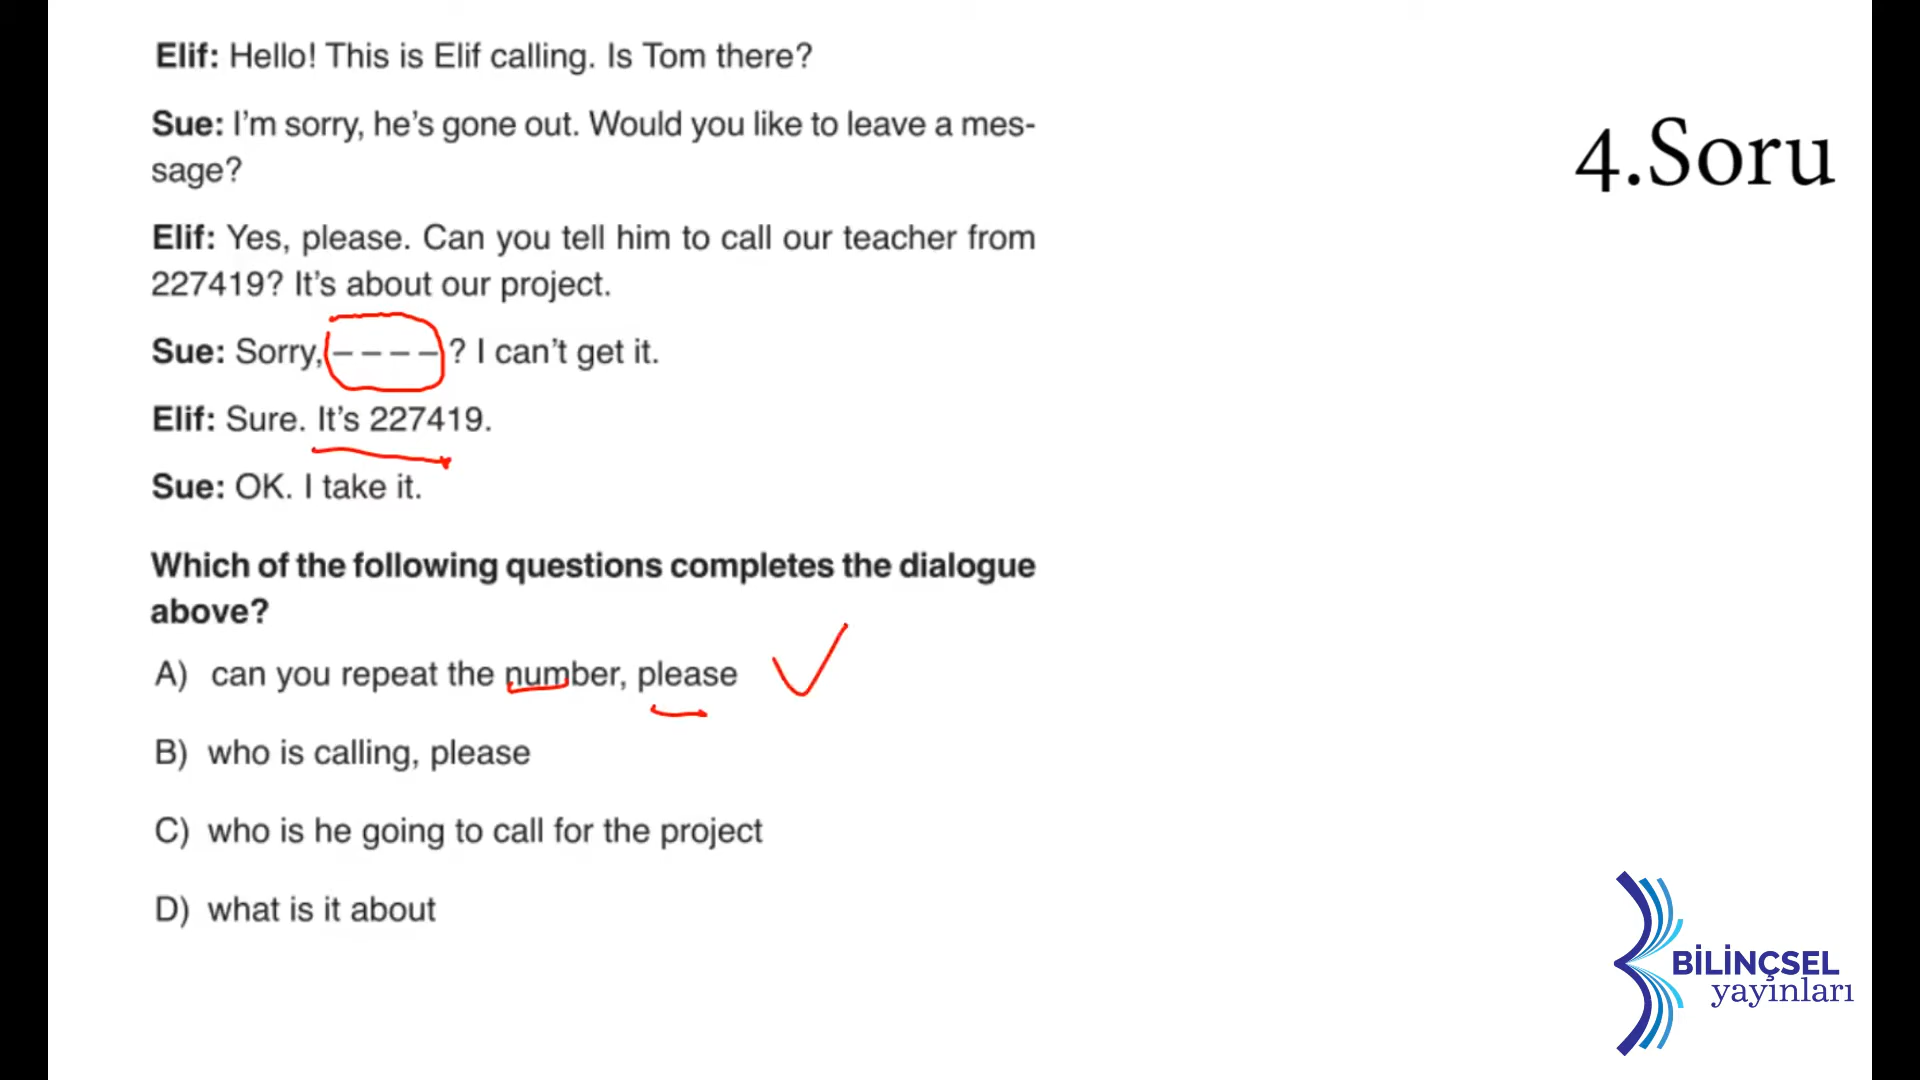 Elif: Hello! This is Elif calling. Is Tom there?
Sue: I'm sorry, he's gone out. Would you like to leave a mes-
sage?
Elif: Yes, please. Can you tell him to call our teacher from
227419? It's about our project.
Sue: Sorry, – – – – ? I can't get it.
Elif: Sure. It's 227419.
Sue: OK. I take it.
Which of the following questions completes the dialogue
above?
A) can you repeat the number, please
B) who is calling, please
C) who is he going to call for the project
D) what is it about
4.Soru
BİLİNÇSEL
yayınları